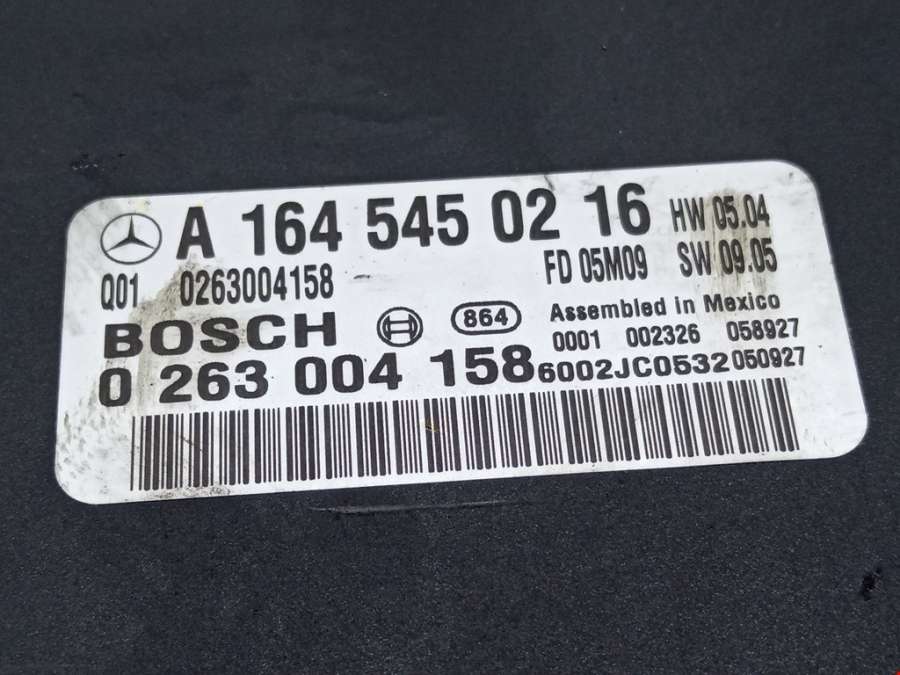 A 164 545 02 16 HW 05.04
Q01 0263004158 FD 05M09 SW 09.05
BOSCH 864 Assembled in Mexico
0001 002326 058927
0 263 004 158 6002JC0532 050927